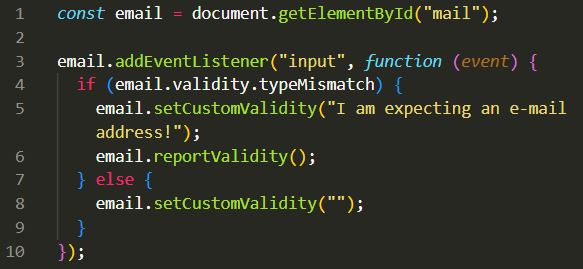 1 const email = document.getElementById("mail");
2
3 email.addEventListener("input", function (event) {
4   if (email.validity.typeMismatch) {
5     email.setCustomValidity("I am expecting an e-mail
      address!");
6     email.reportValidity();
7   } else {
8     email.setCustomValidity("");
9   }
10 });